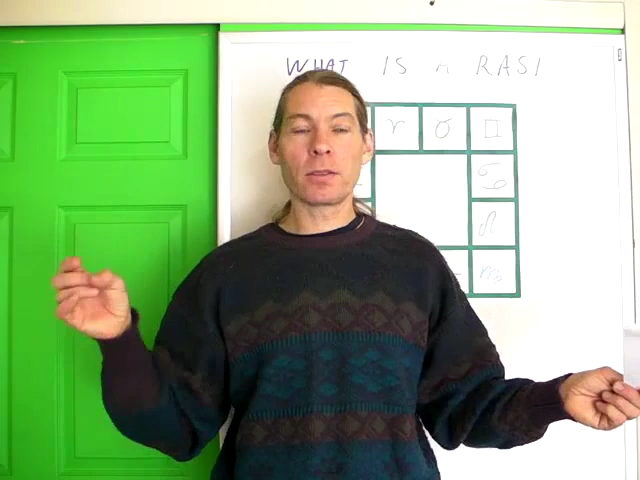 WHAT IS A RASI
♈ ♉ ♊
♋
♌
♍